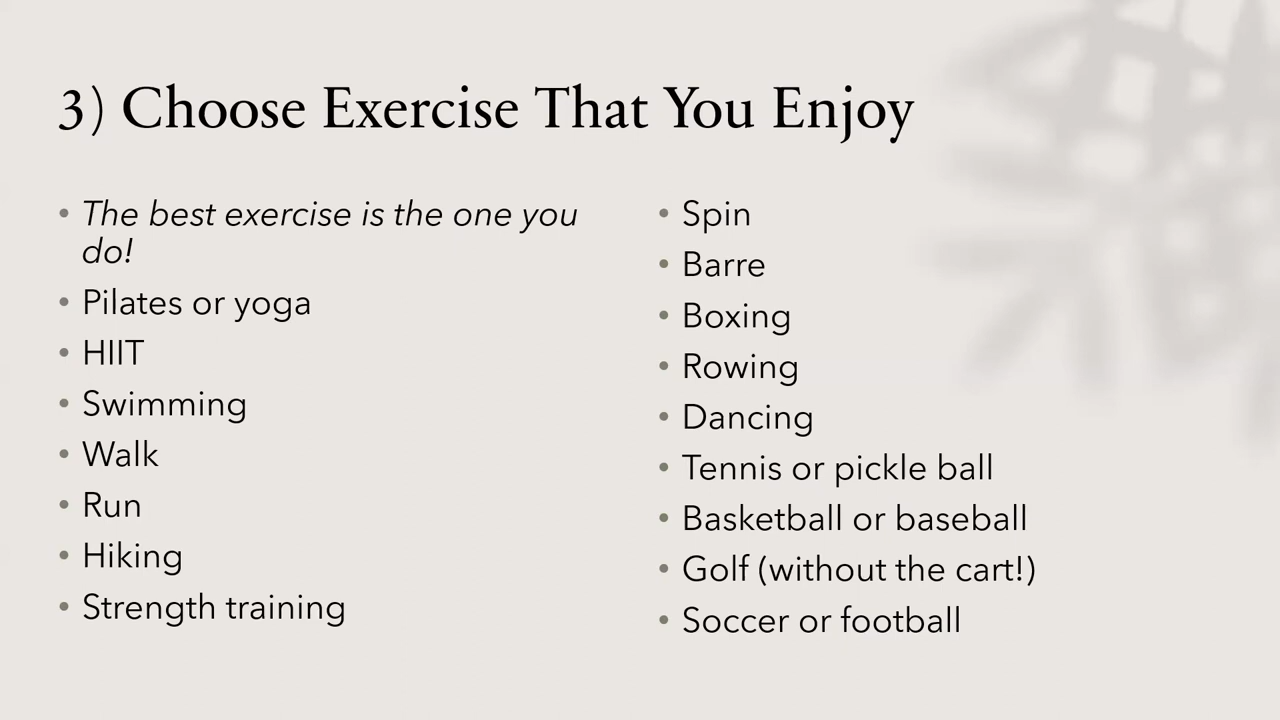 3) Choose Exercise That You Enjoy
• The best exercise is the one you
do!
• Pilates or yoga
• HIIT
• Swimming
• Walk
• Run
• Hiking
• Strength training
• Spin
• Barre
• Boxing
• Rowing
• Dancing
• Tennis or pickle ball
• Basketball or baseball
• Golf (without the cart!)
• Soccer or football